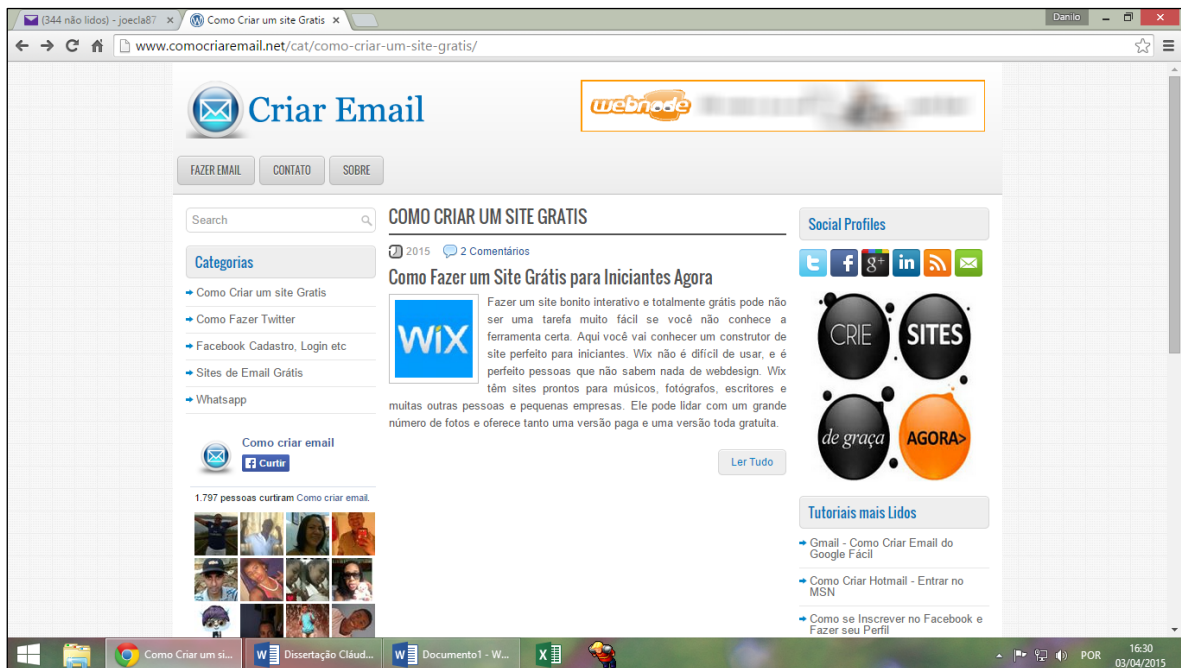 (344 não lidos) - joecla87
Como Criar um site Gratis
Danilo
www.comocriaremail.net/cat/como-criar-um-site-gratis/
Criar Email
webnode
FAZER EMAIL
CONTATO
SOBRE
Search
Categorias
Como Criar um site Gratis
Como Fazer Twitter
Facebook Cadastro, Login etc
Sites de Email Grátis
Whatsapp
Como criar email
Curtir
1.797 pessoas curtiram Como criar email.
COMO CRIAR UM SITE GRATIS
2015 2 Comentários
Como Fazer um Site Grátis para Iniciantes Agora
WiX
Fazer um site bonito interativo e totalmente grátis pode não
ser uma tarefa muito fácil se você não conhece a
ferramenta certa. Aqui você vai conhecer um construtor de
site perfeito para iniciantes. Wix não é difícil de usar, e é
perfeito pessoas que não sabem nada de webdesign. Wix
têm sites prontos para músicos, fotógrafos, escritores e
muitas outras pessoas e pequenas empresas. Ele pode lidar com um grande
número de fotos e oferece tanto uma versão paga e uma versão toda gratuita.
Ler Tudo
Social Profiles
CRIE
SITES
de graça
AGORA>
Tutoriais mais Lidos
Gmail - Como Criar Email do
Google Fácil
Como Criar Hotmail - Entrar no
MSN
Como se Inscrever no Facebook e
Fazer seu Perfil
Como Criar um si...
Dissertação Cláud...
Documento1 - W...
POR
16:30
03/04/2015